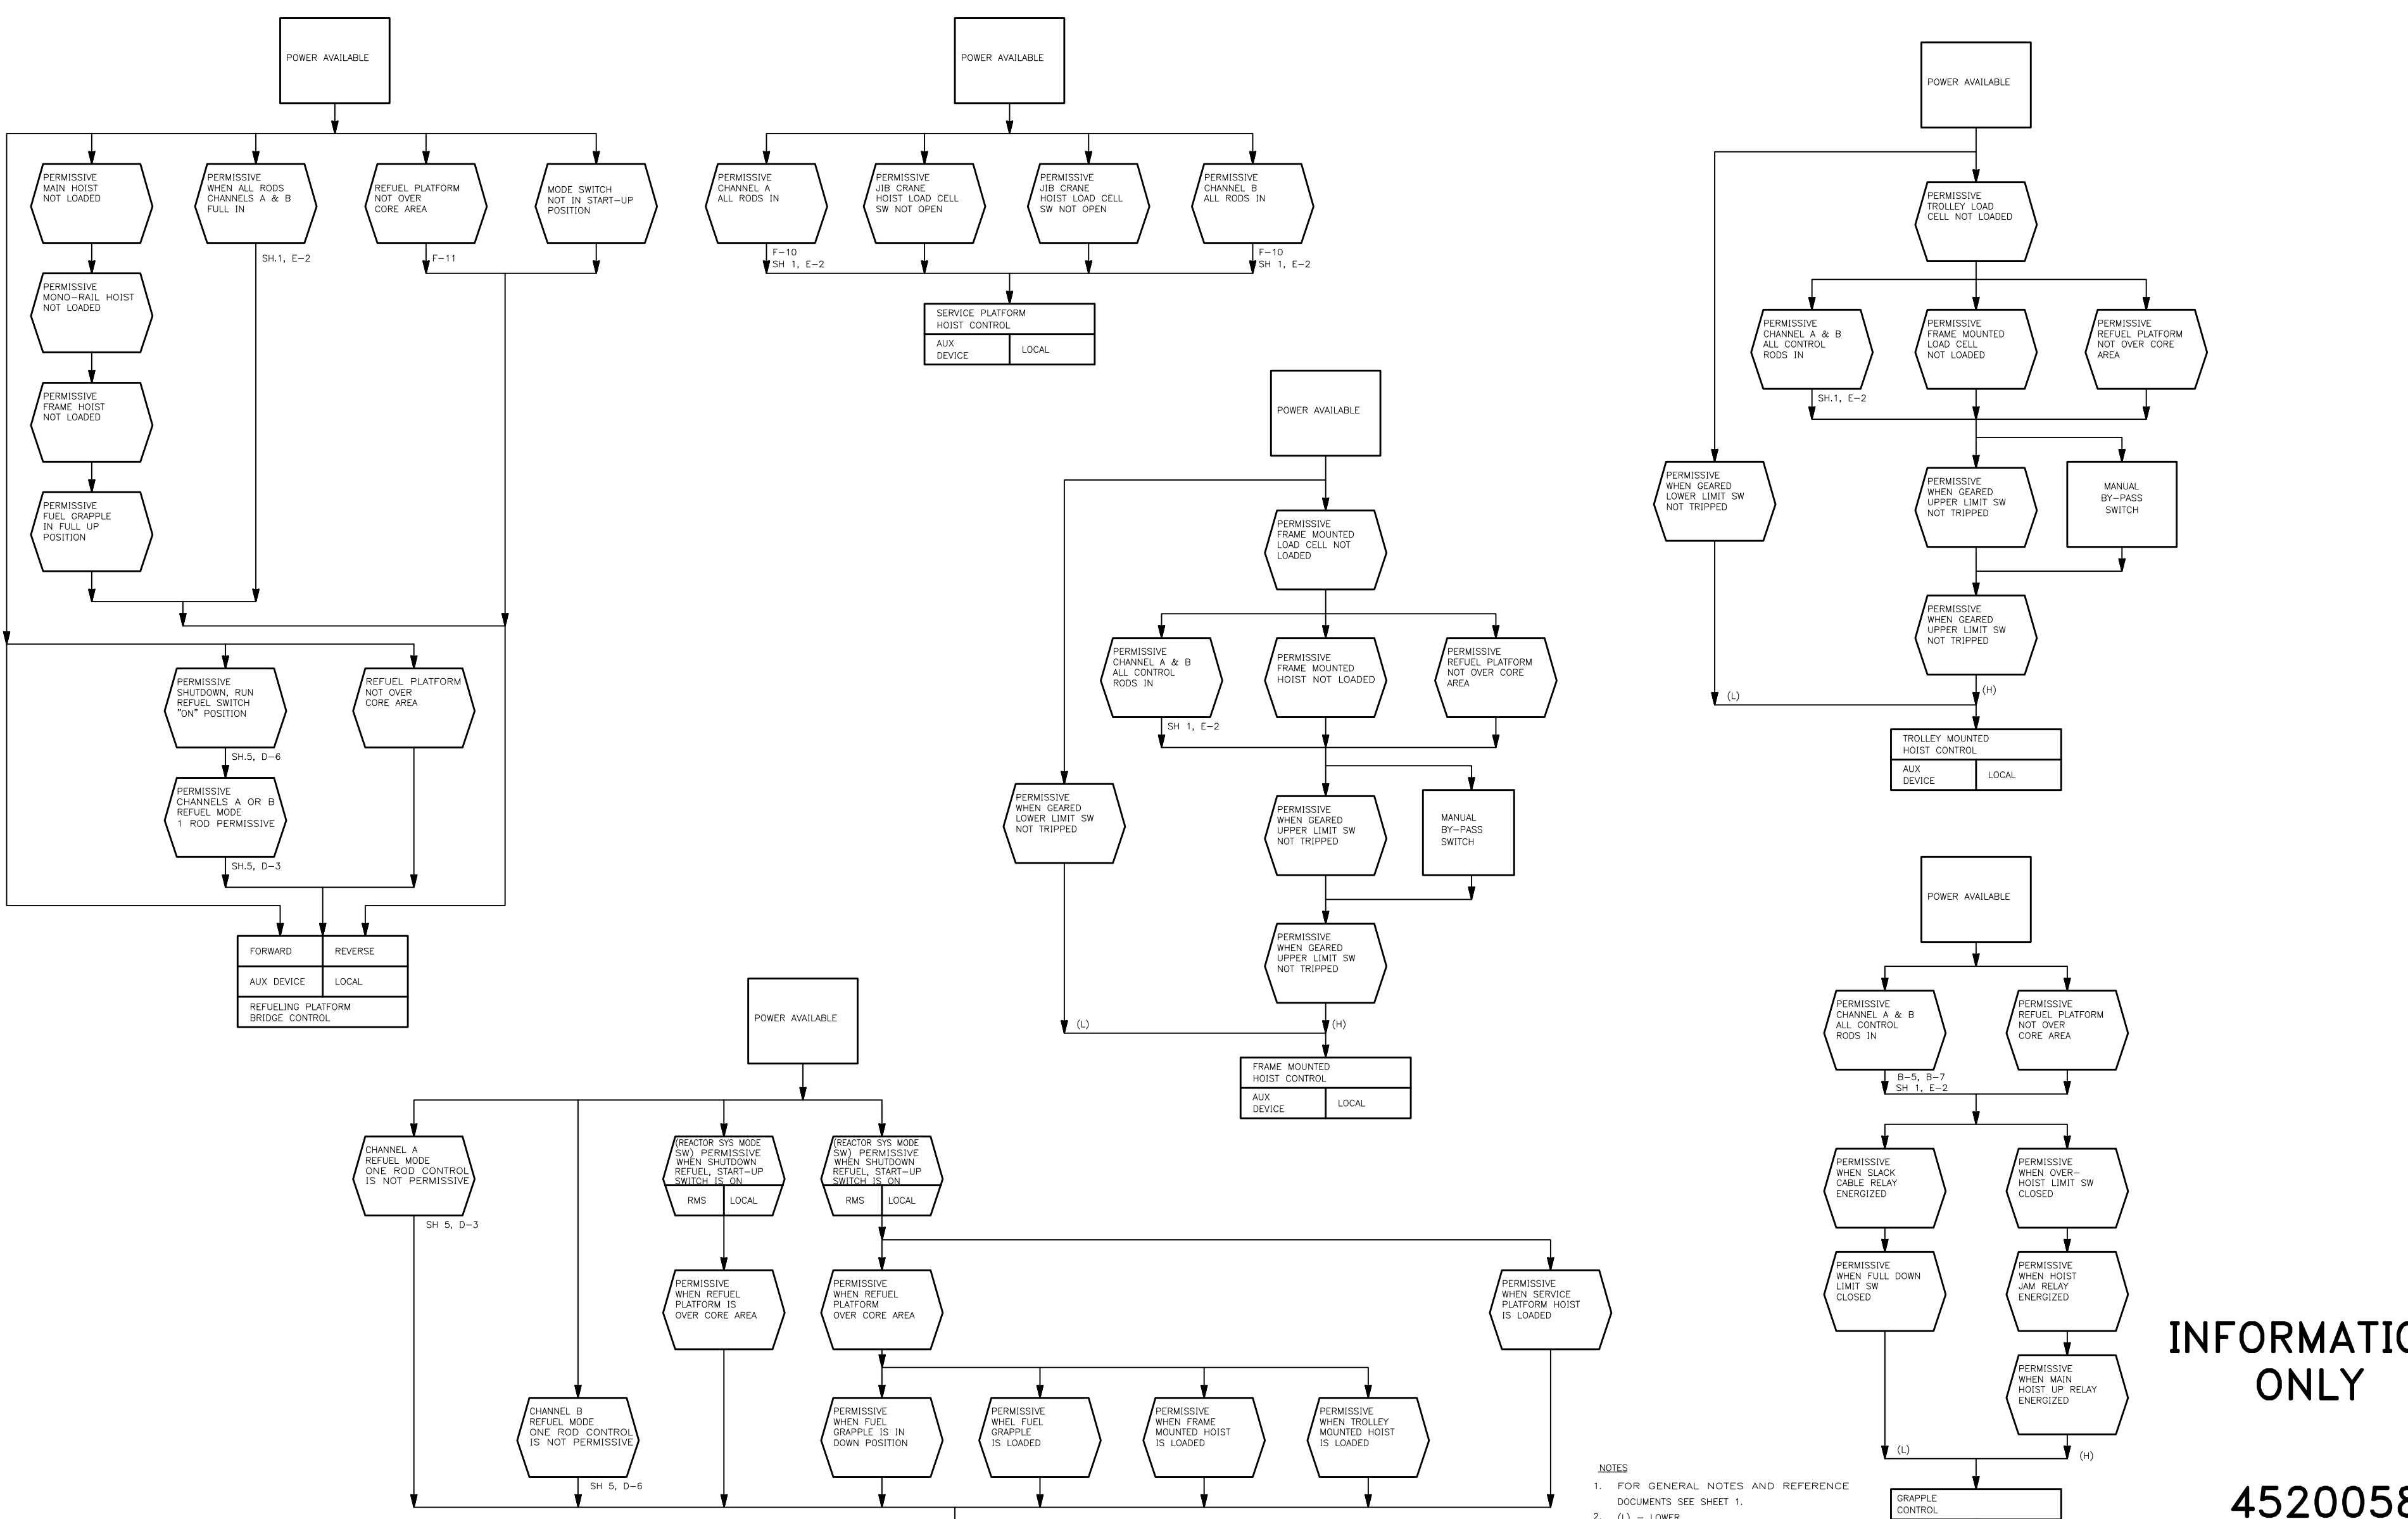 POWER AVAILABLE
PERMISSIVE
MAIN HOIST
NOT LOADED
PERMISSIVE
WHEN ALL RODS
CHANNELS A & B
FULL IN
SH.1, E-2
REFUEL PLATFORM
NOT OVER
CORE AREA
F-11
MODE SWITCH
NOT IN START-UP
POSITION
PERMISSIVE
MONO-RAIL HOIST
NOT LOADED
PERMISSIVE
FRAME HOIST
NOT LOADED
PERMISSIVE
FUEL GRAPPLE
IN FULL UP
POSITION
PERMISSIVE
SHUTDOWN, RUN
REFUEL SWITCH
"ON" POSITION
SH.5, D-6
REFUEL PLATFORM
NOT OVER
CORE AREA
PERMISSIVE
CHANNELS A OR B
REFUEL MODE
1 ROD PERMISSIVE
SH.5, D-3
FORWARD
REVERSE
AUX DEVICE
LOCAL
REFUELING PLATFORM
BRIDGE CONTROL
POWER AVAILABLE
PERMISSIVE
CHANNEL A
ALL RODS IN
F-10
SH 1, E-2
PERMISSIVE
JIB CRANE
HOIST LOAD CELL
SW NOT OPEN
PERMISSIVE
JIB CRANE
HOIST LOAD CELL
SW NOT OPEN
PERMISSIVE
CHANNEL B
ALL RODS IN
F-10
SH 1, E-2
SERVICE PLATFORM
HOIST CONTROL
AUX
DEVICE
LOCAL
POWER AVAILABLE
PERMISSIVE
FRAME MOUNTED
LOAD CELL NOT
LOADED
PERMISSIVE
CHANNEL A & B
ALL CONTROL
RODS IN
SH 1, E-2
PERMISSIVE
FRAME MOUNTED
HOIST NOT LOADED
PERMISSIVE
REFUEL PLATFORM
NOT OVER CORE
AREA
PERMISSIVE
WHEN GEARED
LOWER LIMIT SW
NOT TRIPPED
PERMISSIVE
WHEN GEARED
UPPER LIMIT SW
NOT TRIPPED
MANUAL
BY-PASS
SWITCH
PERMISSIVE
WHEN GEARED
UPPER LIMIT SW
NOT TRIPPED
(L)
(H)
FRAME MOUNTED
HOIST CONTROL
AUX
DEVICE
LOCAL
POWER AVAILABLE
PERMISSIVE
TROLLEY LOAD
CELL NOT LOADED
PERMISSIVE
CHANNEL A & B
ALL CONTROL
RODS IN
SH.1, E-2
PERMISSIVE
FRAME MOUNTED
LOAD CELL
NOT LOADED
PERMISSIVE
REFUEL PLATFORM
NOT OVER CORE
AREA
PERMISSIVE
WHEN GEARED
LOWER LIMIT SW
NOT TRIPPED
PERMISSIVE
WHEN GEARED
UPPER LIMIT SW
NOT TRIPPED
MANUAL
BY-PASS
SWITCH
PERMISSIVE
WHEN GEARED
UPPER LIMIT SW
NOT TRIPPED
(L)
(H)
TROLLEY MOUNTED
HOIST CONTROL
AUX
DEVICE
LOCAL
POWER AVAILABLE
CHANNEL A
REFUEL MODE
ONE ROD CONTROL
IS NOT PERMISSIVE
SH 5, D-3
CHANNEL B
REFUEL MODE
ONE ROD CONTROL
IS NOT PERMISSIVE
SH 5, D-6
(REACTOR SYS MODE
SW) PERMISSIVE
WHEN SHUTDOWN
REFUEL, START-UP
SWITCH IS ON
RMS
LOCAL
(REACTOR SYS MODE
SW) PERMISSIVE
WHEN SHUTDOWN
REFUEL, START-UP
SWITCH IS ON
RMS
LOCAL
PERMISSIVE
WHEN REFUEL
PLATFORM IS
OVER CORE AREA
PERMISSIVE
WHEN REFUEL
PLATFORM
OVER CORE AREA
PERMISSIVE
WHEN SERVICE
PLATFORM HOIST
IS LOADED
PERMISSIVE
WHEN FUEL
GRAPPLE IS IN
DOWN POSITION
PERMISSIVE
WHEL FUEL
GRAPPLE
IS LOADED
PERMISSIVE
WHEN FRAME
MOUNTED HOIST
IS LOADED
PERMISSIVE
WHEN TROLLEY
MOUNTED HOIST
IS LOADED
POWER AVAILABLE
PERMISSIVE
CHANNEL A & B
ALL CONTROL
RODS IN
B-5, B-7
SH 1, E-2
PERMISSIVE
REFUEL PLATFORM
NOT OVER
CORE AREA
PERMISSIVE
WHEN SLACK
CABLE RELAY
ENERGIZED
PERMISSIVE
WHEN OVER-
HOIST LIMIT SW
CLOSED
PERMISSIVE
WHEN FULL DOWN
LIMIT SW
CLOSED
PERMISSIVE
WHEN HOIST
JAM RELAY
ENERGIZED
PERMISSIVE
WHEN MAIN
HOIST UP RELAY
ENERGIZED
(L)
(H)
GRAPPLE
CONTROL
NOTES
1. FOR GENERAL NOTES AND REFERENCE
DOCUMENTS SEE SHEET 1.
2. (L) - LOWER
ONLY
4520058